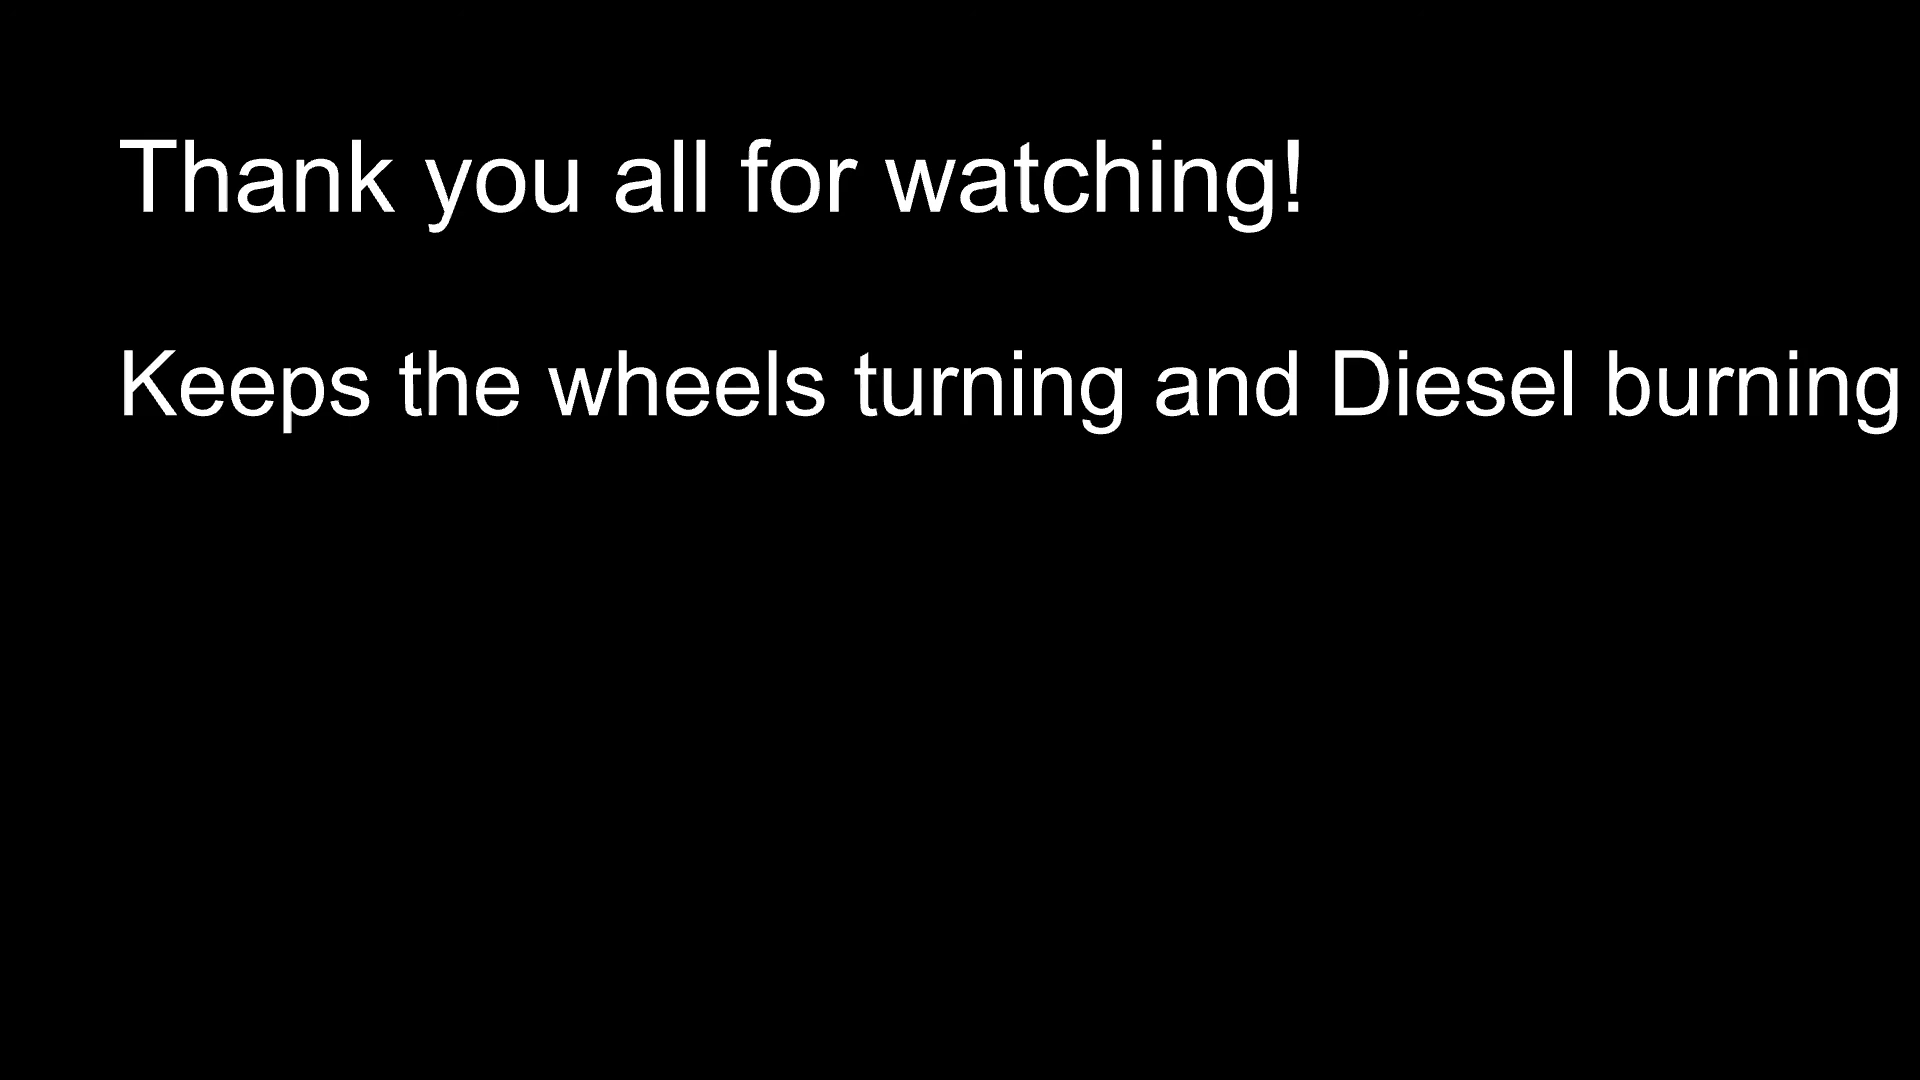 Thank you all for watching!
Keeps the wheels turning and Diesel burning